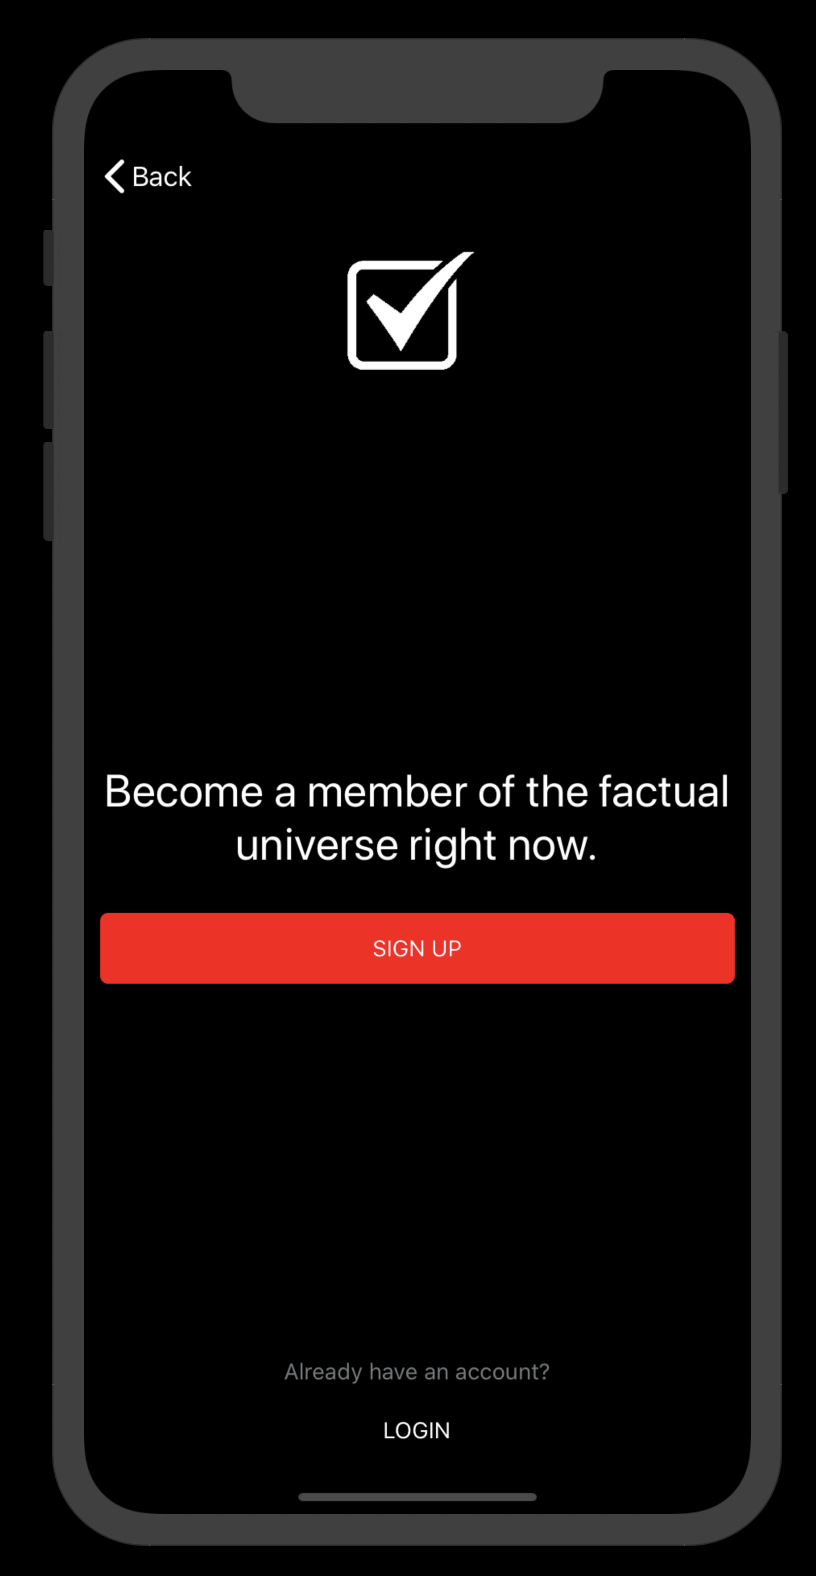 Back
Become a member of the factual
universe right now.
SIGN UP
Already have an account?
LOGIN